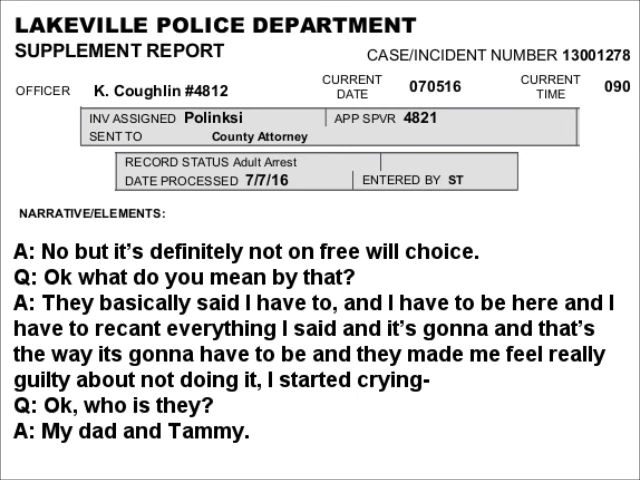 LAKEVILLE POLICE DEPARTMENT
SUPPLEMENT REPORT
CASE/INCIDENT NUMBER 13001278
OFFICER K. Coughlin #4812 CURRENT DATE 070516 CURRENT TIME 090
INV ASSIGNED Polinksi APP SPVR 4821
SENT TO County Attorney
RECORD STATUS Adult Arrest
DATE PROCESSED 7/7/16 ENTERED BY ST
NARRATIVE/ELEMENTS:
A: No but it's definitely not on free will choice.
Q: Ok what do you mean by that?
A: They basically said I have to, and I have to be here and I
have to recant everything I said and it's gonna and that's
the way its gonna have to be and they made me feel really
guilty about not doing it, I started crying-
Q: Ok, who is they?
A: My dad and Tammy.